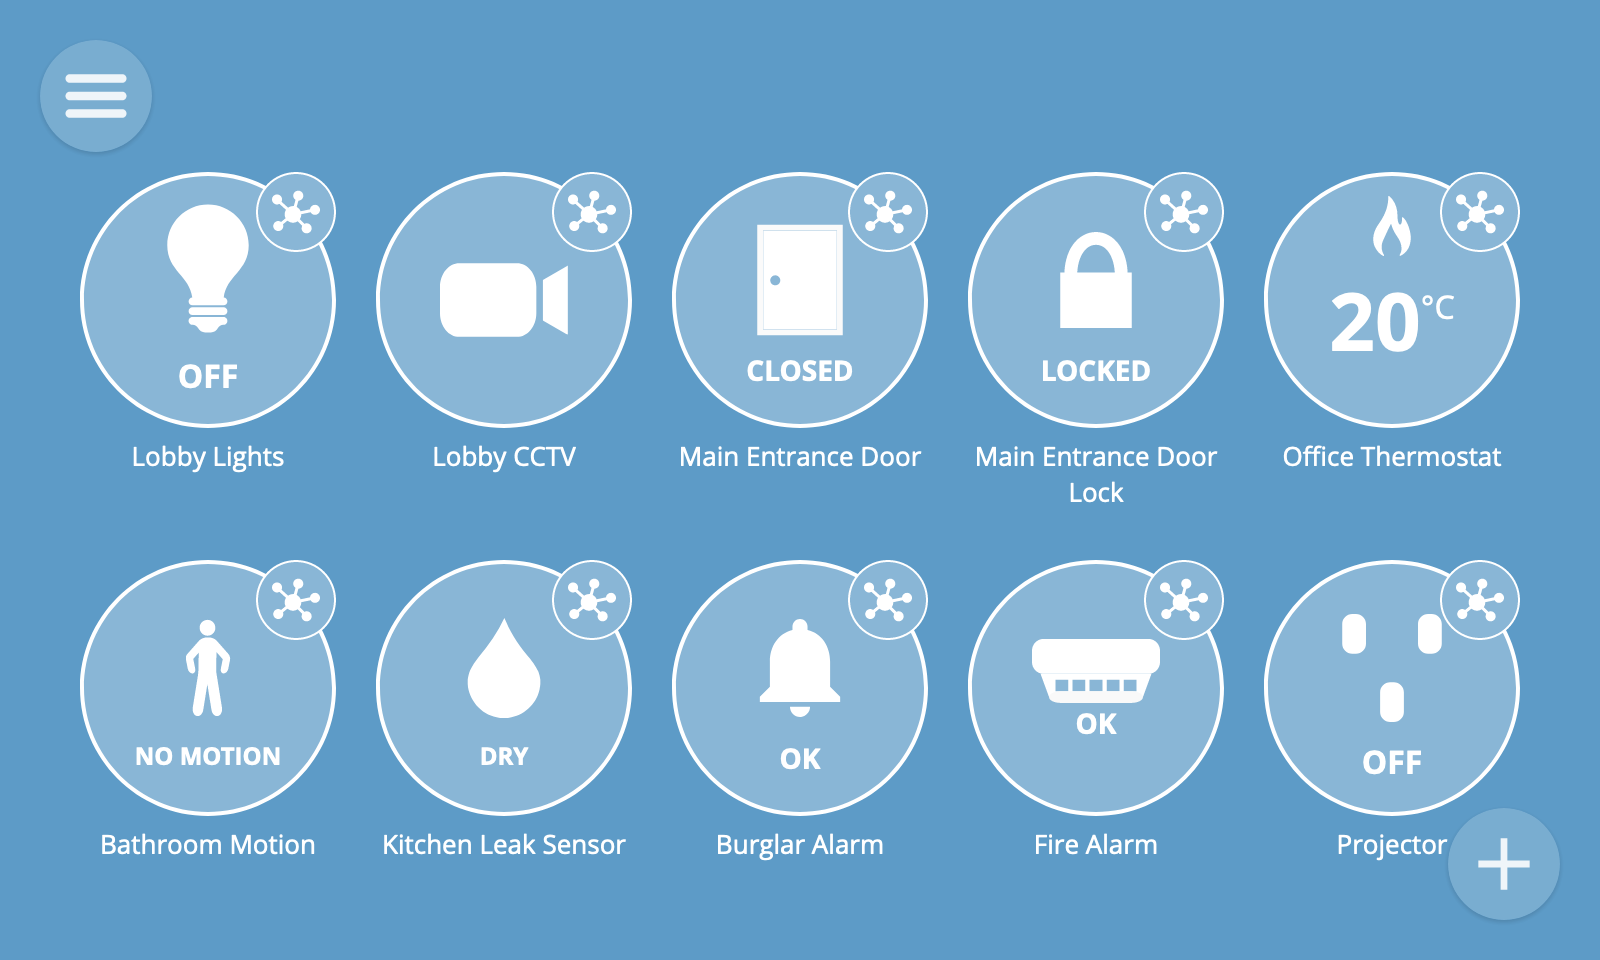 OFF
Lobby Lights
Lobby CCTV
CLOSED
Main Entrance Door
LOCKED
Main Entrance Door
Lock
20°C
Office Thermostat
NO MOTION
Bathroom Motion
DRY
Kitchen Leak Sensor
OK
Burglar Alarm
OK
Fire Alarm
OFF
Projector